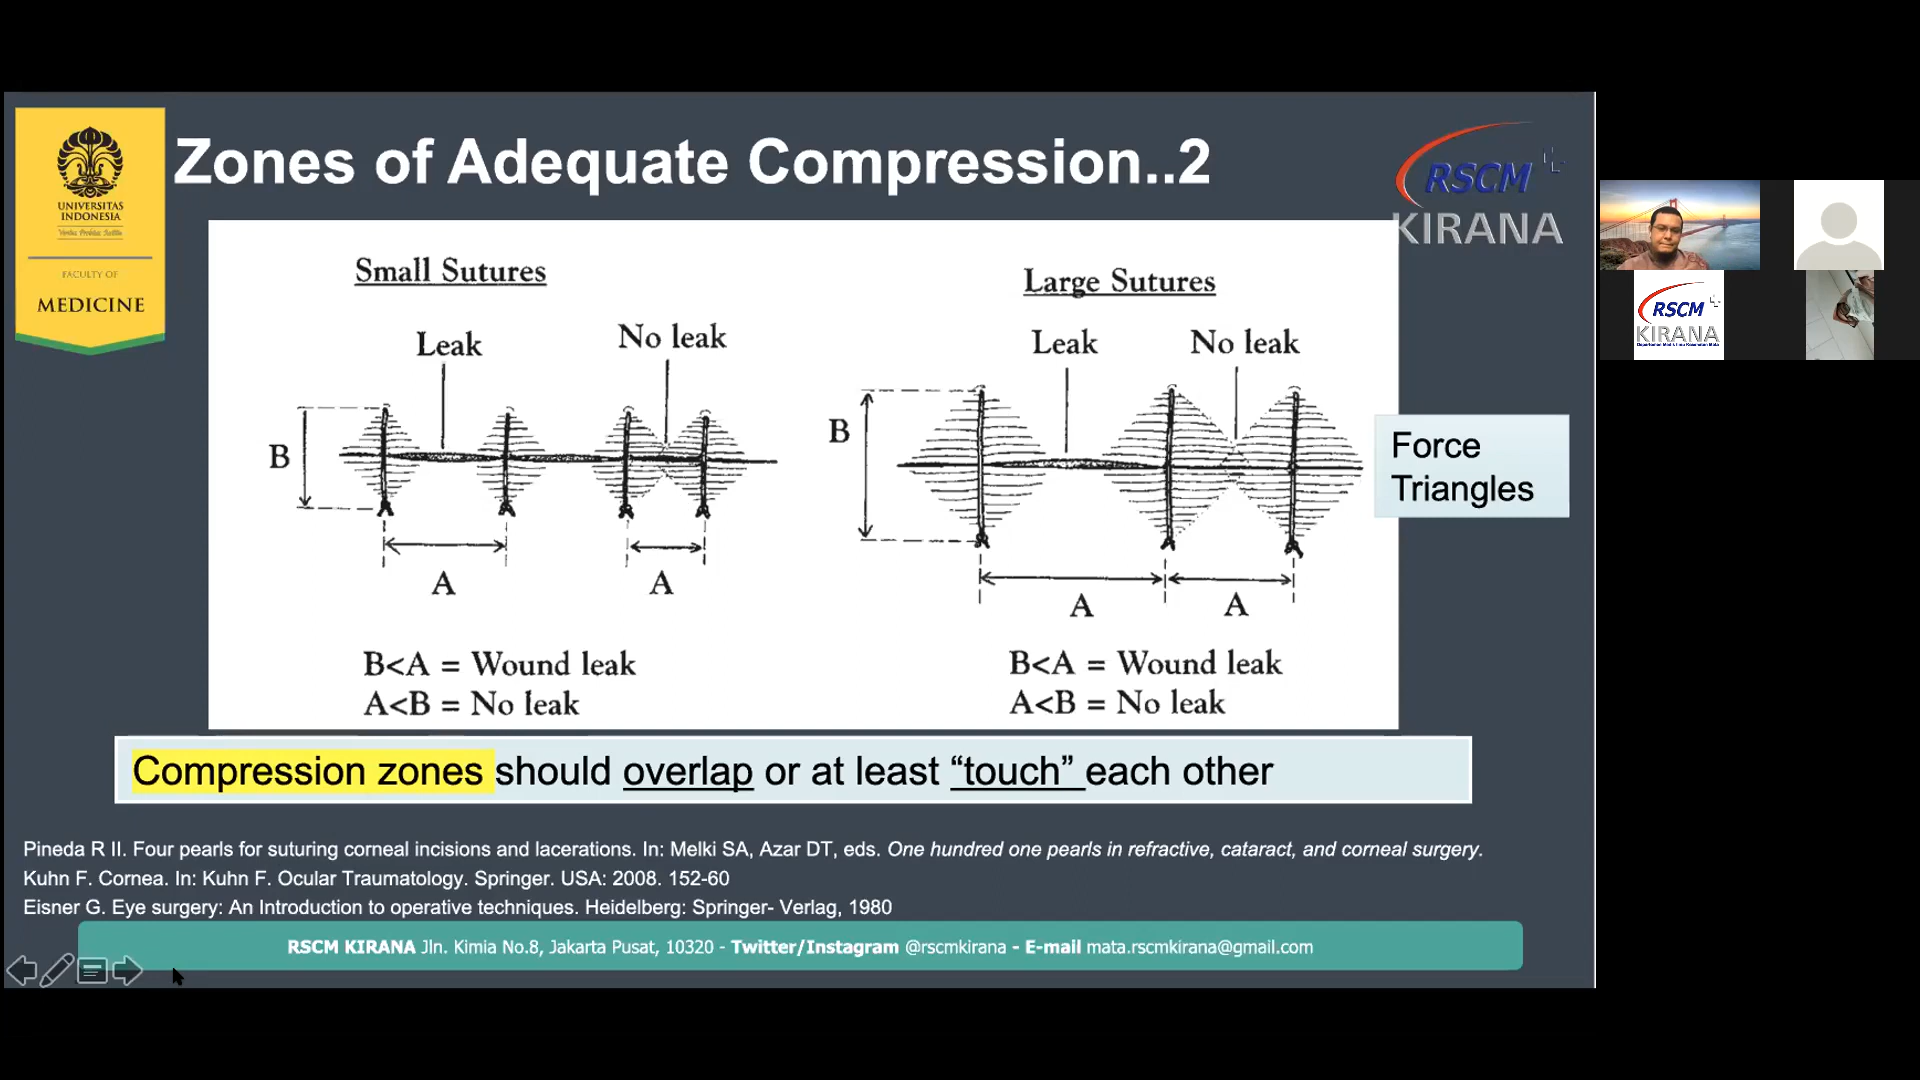 UNIVERSITAS
INDONESIA
Veritas Probitas Iustitia
FACULTY OF
MEDICINE
Zones of Adequate Compression..2
RSCM
KIRANA
Small Sutures
Leak
No leak
B
A
A
B<A = Wound leak
A<B = No leak
Large Sutures
Leak
No leak
B
A
A
B<A = Wound leak
A<B = No leak
Force
Triangles
Compression zones should overlap or at least “touch” each other
Pineda R II. Four pearls for suturing corneal incisions and lacerations. In: Melki SA, Azar DT, eds. One hundred one pearls in refractive, cataract, and corneal surgery.
Kuhn F. Cornea. In: Kuhn F. Ocular Traumatology. Springer. USA: 2008. 152-60
Eisner G. Eye surgery: An Introduction to operative techniques. Heidelberg: Springer- Verlag, 1980
RSCM KIRANA Jln. Kimia No.8, Jakarta Pusat, 10320 - Twitter/Instagram @rscmkirana - E-mail mata.rscmkirana@gmail.com
RSCM
KIRANA